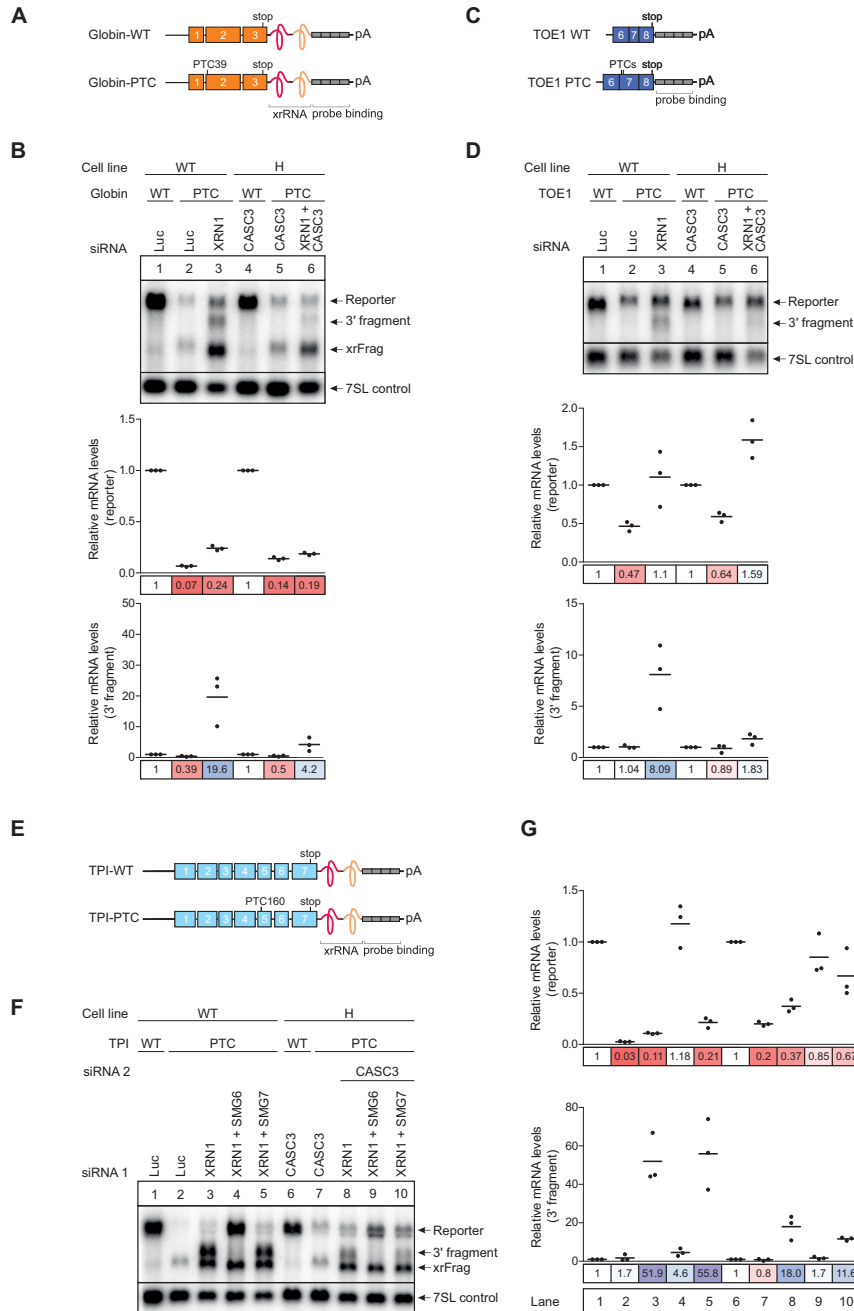 A
stop
Globin-WT 1 2 3 pA
PTC39 stop
Globin-PTC 1 2 3 pA
xrRNA probe binding
B
Cell line WT H
Globin WT PTC WT PTC
siRNA Luc Luc XRN1 CASC3 CASC3 XRN1 + CASC3
1 2 3 4 5 6
Reporter
3′ fragment
xrFrag
7SL control
Relative mRNA levels
(reporter)
1.5
1.0
0.5
0.0
1 0.07 0.24 1 0.14 0.19
Relative mRNA levels
(3′ fragment)
50
40
30
20
10
0
1 0.39 19.6 1 0.5 4.2
C
stop
TOE1 WT 6 7 8 pA
PTCs stop
TOE1 PTC 6 7 8 pA
probe binding
D
Cell line WT H
TOE1 WT PTC WT PTC
siRNA Luc Luc XRN1 CASC3 CASC3 XRN1 + CASC3
1 2 3 4 5 6
Reporter
3′ fragment
7SL control
Relative mRNA levels
(reporter)
2.0
1.5
1.0
0.5
0.0
1 0.47 1.1 1 0.64 1.59
Relative mRNA levels
(3′ fragment)
15
10
5
0
1 1.04 8.09 1 0.89 1.83
E
stop
TPI-WT 1 2 3 4 5 6 7 pA
PTC160 stop
TPI-PTC 1 2 3 4 5 6 7 pA
xrRNA probe binding
F
Cell line WT H
TPI WT PTC WT PTC
siRNA 2 CASC3
siRNA 1 Luc Luc XRN1 XRN1 + SMG6 XRN1 + SMG7 CASC3 CASC3 XRN1 XRN1 + SMG6 XRN1 + SMG7
1 2 3 4 5 6 7 8 9 10
Reporter
3′ fragment
xrFrag
7SL control
G
Relative mRNA levels
(reporter)
1.5
1.0
0.5
0.0
1 0.03 0.11 1.18 0.21 1 0.2 0.37 0.85 0.67
Relative mRNA levels
(3′ fragment)
80
60
40
20
0
1 1.7 51.9 4.6 55.8 1 0.8 18.0 1.7 11.6
Lane 1 2 3 4 5 6 7 8 9 10